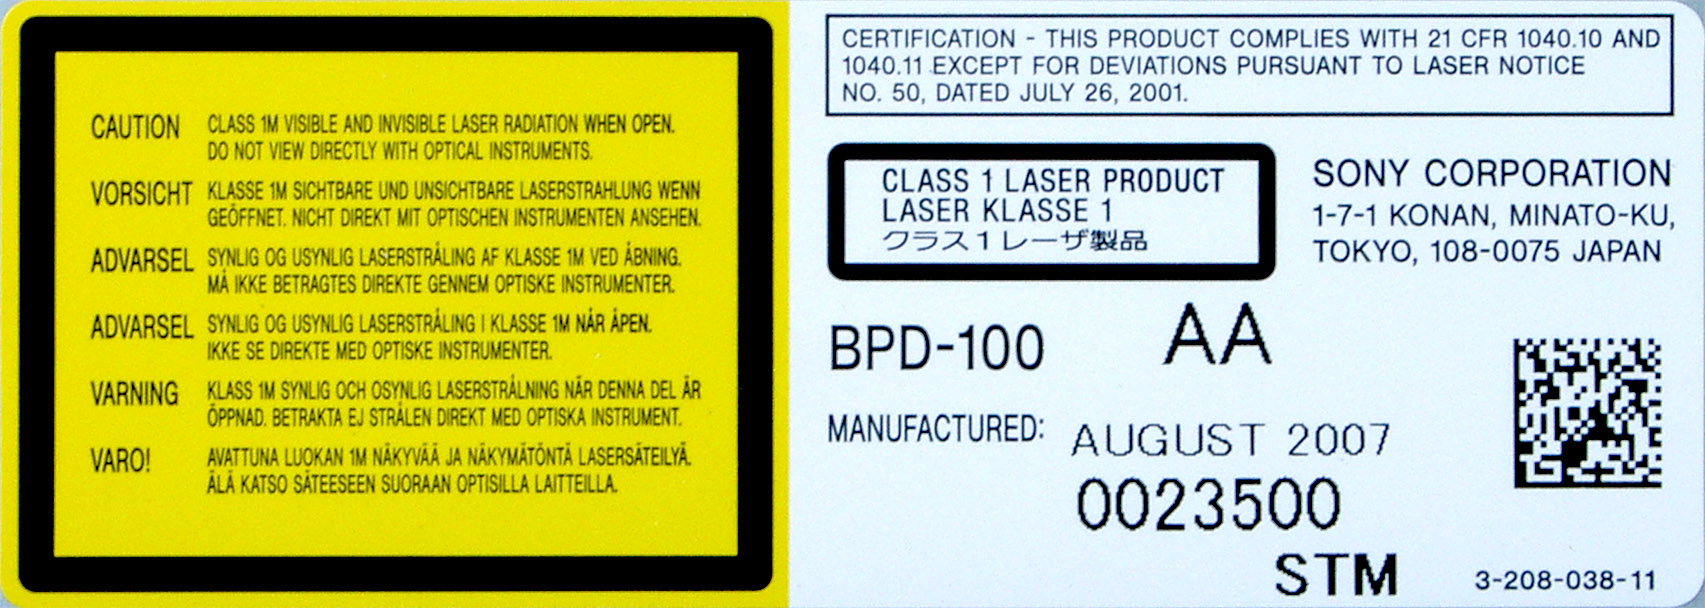 CAUTION CLASS 1M VISIBLE AND INVISIBLE LASER RADIATION WHEN OPEN.
DO NOT VIEW DIRECTLY WITH OPTICAL INSTRUMENTS.
VORSICHT KLASSE 1M SICHTBARE UND UNSICHTBARE LASERSTRAHLUNG WENN
GEÖFFNET. NICHT DIREKT MIT OPTISCHEN INSTRUMENTEN ANSEHEN.
ADVARSEL SYNLIG OG USYNLIG LASERSTRÅLING AF KLASSE 1M VED ÅBNING.
MÅ IKKE BETRAGTES DIREKTE GENNEM OPTISKE INSTRUMENTER.
ADVARSEL SYNLIG OG USYNLIG LASERSTRÅLING I KLASSE 1M NÅR ÅPEN.
IKKE SE DIREKTE MED OPTISKE INSTRUMENTER.
VARNING KLASS 1M SYNLIG OCH OSYNLIG LASERSTRÅLNING NÄR DENNA DEL ÄR
ÖPPNAD. BETRAKTA EJ STRÅLEN DIREKT MED OPTISKA INSTRUMENT.
VARO! AVATTUNA LUOKAN 1M NÄKYVÄÄ JA NÄKYMÄTÖNTÄ LASERSÄTEILYÄ.
ÄLÄ KATSO SÄTEESEEN SUORAAN OPTISILLA LAITTEILLA.
CERTIFICATION - THIS PRODUCT COMPLIES WITH 21 CFR 1040.10 AND
1040.11 EXCEPT FOR DEVIATIONS PURSUANT TO LASER NOTICE
NO. 50, DATED JULY 26, 2001.
CLASS 1 LASER PRODUCT
LASER KLASSE 1
クラス1レーザ製品
SONY CORPORATION
1-7-1 KONAN, MINATO-KU,
TOKYO, 108-0075 JAPAN
BPD-100 AA
MANUFACTURED: AUGUST 2007
0023500
STM 3-208-038-11